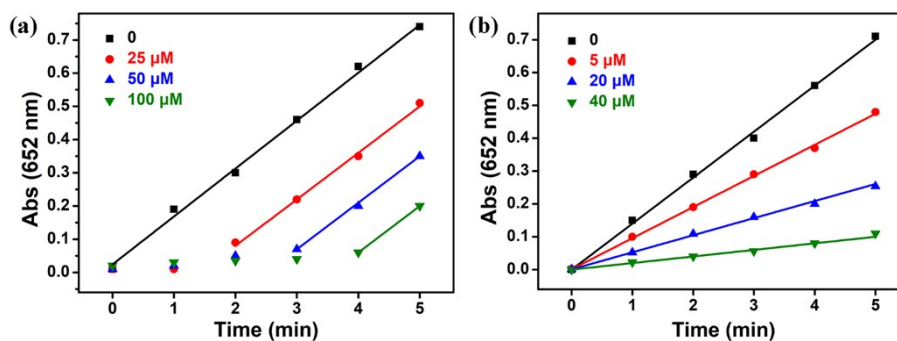 (a)
0
25 μM
50 μM
100 μM
Abs (652 nm)
0.7
0.6
0.5
0.4
0.3
0.2
0.1
0.0
0 1 2 3 4 5
Time (min)
(b)
0
5 μM
20 μM
40 μM
Abs (652 nm)
0.7
0.6
0.5
0.4
0.3
0.2
0.1
0.0
0 1 2 3 4 5
Time (min)